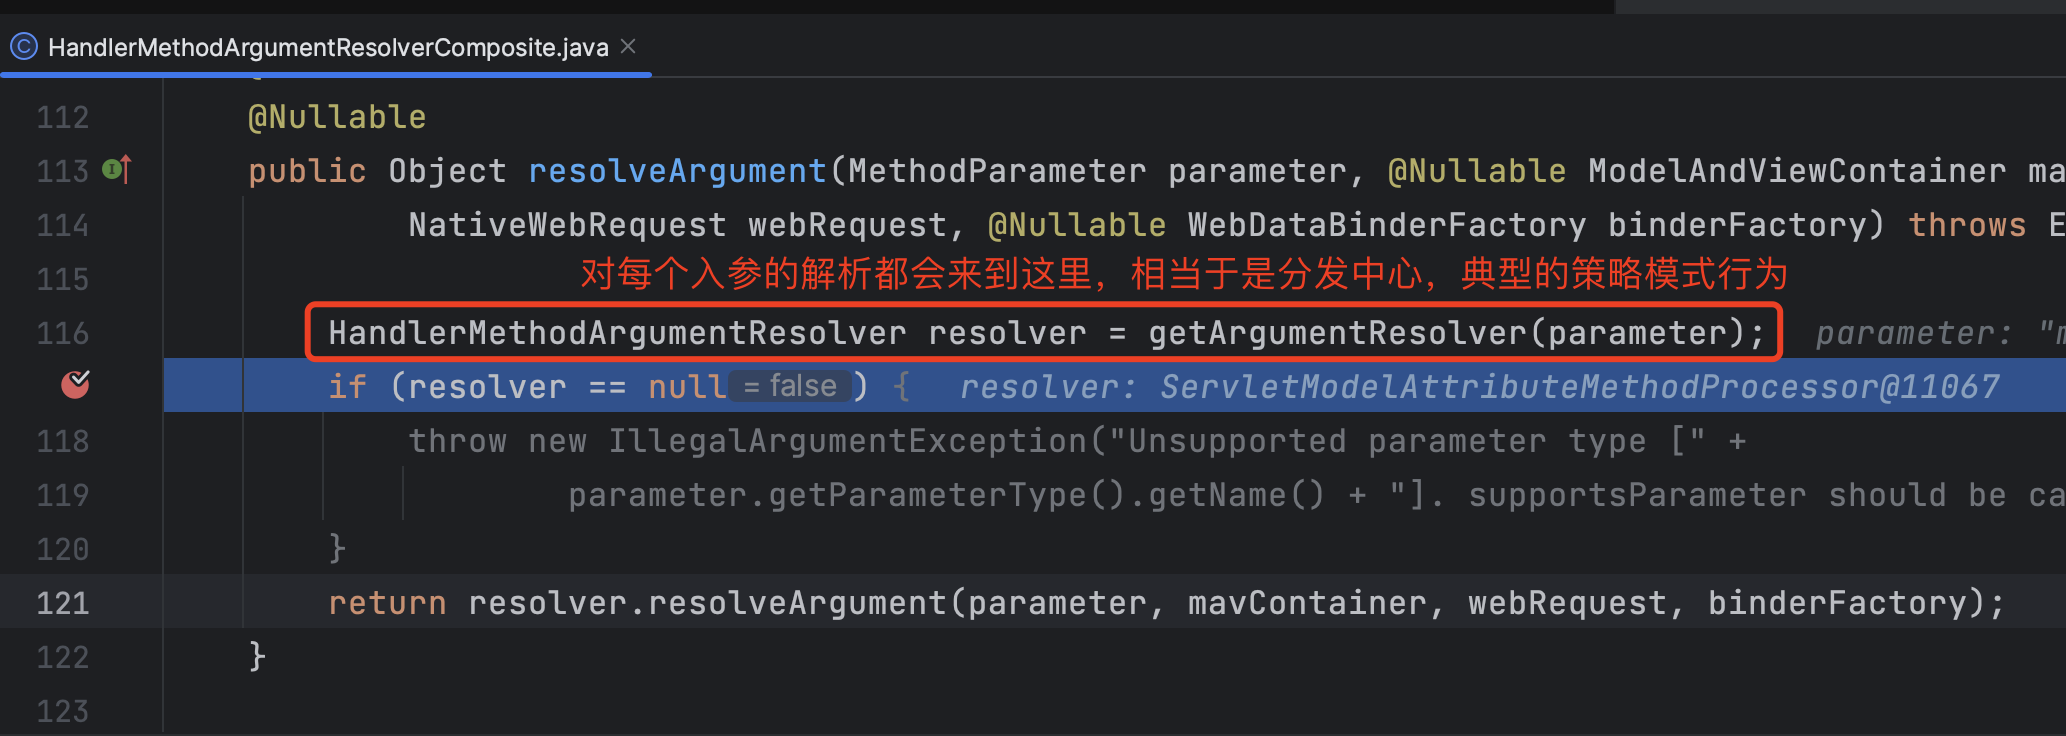 HandlerMethodArgumentResolverComposite.java
112 @Nullable
113 public Object resolveArgument(MethodParameter parameter, @Nullable ModelAndViewContainer ma
114 NativeWebRequest webRequest, @Nullable WebDataBinderFactory binderFactory) throws E
115 对每个入参的解析都会来到这里，相当于是分发中心，典型的策略模式行为
116 HandlerMethodArgumentResolver resolver = getArgumentResolver(parameter); parameter: "m
if (resolver == null = false ) { resolver: ServletModelAttributeMethodProcessor@11067
118 throw new IllegalArgumentException("Unsupported parameter type [" +
119 parameter.getParameterType().getName() + "]. supportsParameter should be ca
120 }
121 return resolver.resolveArgument(parameter, mavContainer, webRequest, binderFactory);
122 }
123